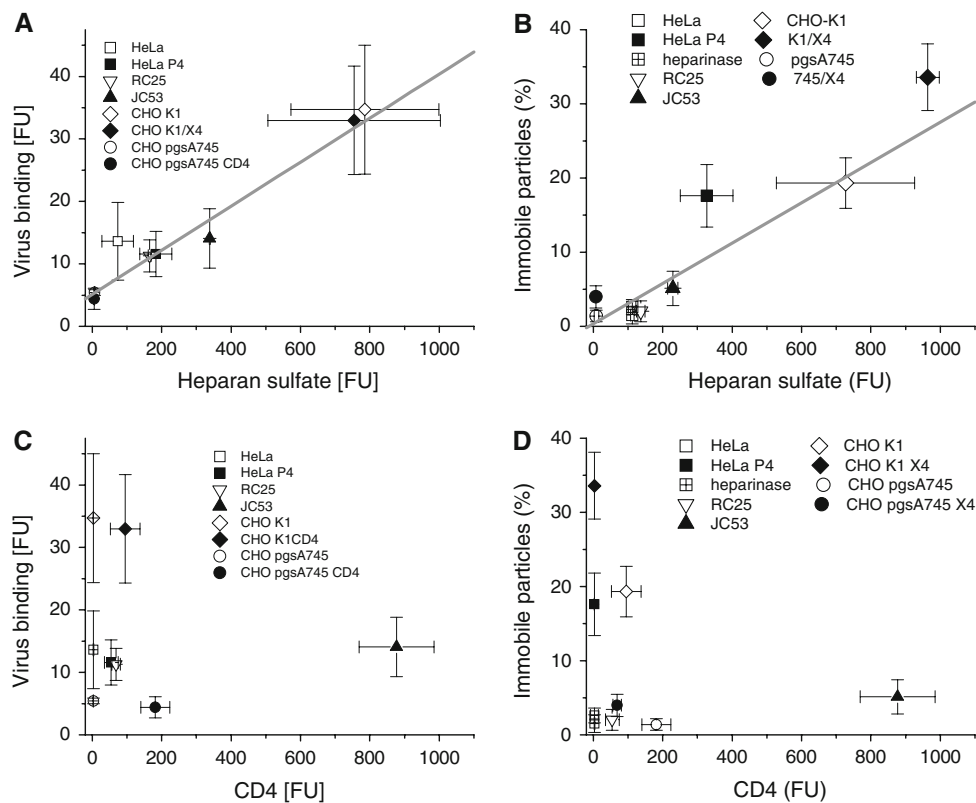 A
Virus binding [FU]
40
30
20
10
0
HeLa
HeLa P4
RC25
JC53
CHO K1
CHO K1/X4
CHO pgsA745
CHO pgsA745 CD4
0 200 400 600 800 1000
Heparan sulfate [FU]
B
Immobile particles (%)
40
30
20
10
0
HeLa
HeLa P4
heparinase
RC25
JC53
CHO-K1
K1/X4
pgsA745
745/X4
0 200 400 600 800 1000
Heparan sulfate (FU)
C
Virus binding [FU]
40
30
20
10
0
HeLa
HeLa P4
RC25
JC53
CHO K1
CHO K1CD4
CHO pgsA745
CHO pgsA745 CD4
0 200 400 600 800 1000
CD4 [FU]
D
Immobile particles (%)
40
30
20
10
0
HeLa
HeLa P4
heparinase
RC25
JC53
CHO K1
CHO K1 X4
CHO pgsA745
CHO pgsA745 X4
0 200 400 600 800 1000
CD4 (FU)